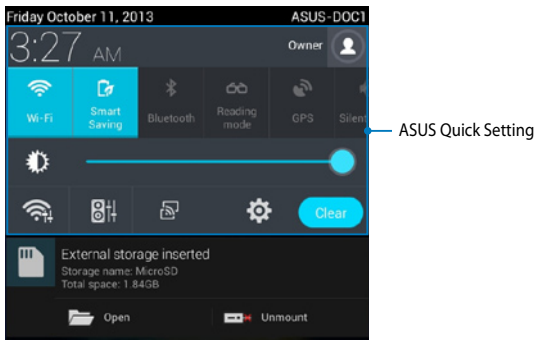 Friday October 11, 2013 ASUS-DOC1
3:27 AM Owner
Wi-Fi Smart Saving Bluetooth Reading mode GPS Silent
ASUS Quick Setting
Clear
External storage inserted
Storage name: MicroSD
Total space: 1.84GB
Open Unmount